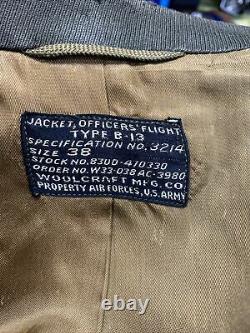 JACKET, OFFICERS' FLIGHT,
TYPE B-13
SPECIFICATION NO. 3214
SIZE 38
STOCK NO. 8300-410330
ORDER NO. W33-038 AC-3980
WOOLCRAFT MFG. CO.
PROPERTY AIR FORCES, U.S. ARMY